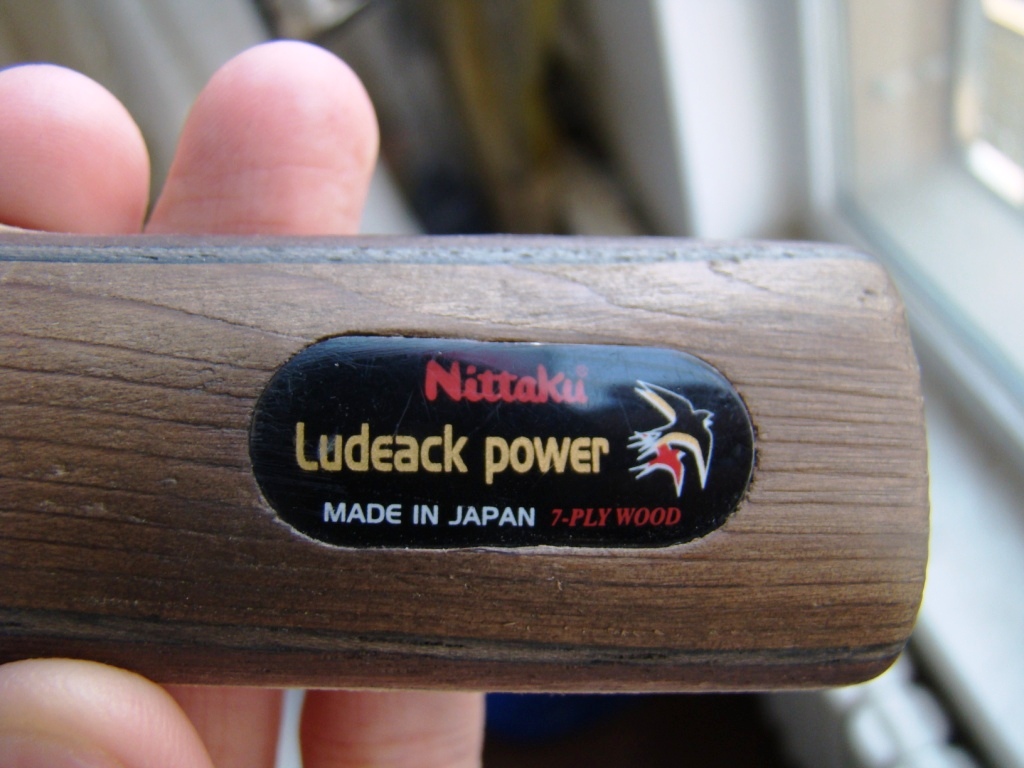 Nittaku
Ludeack power
MADE IN JAPAN 7-PLY WOOD